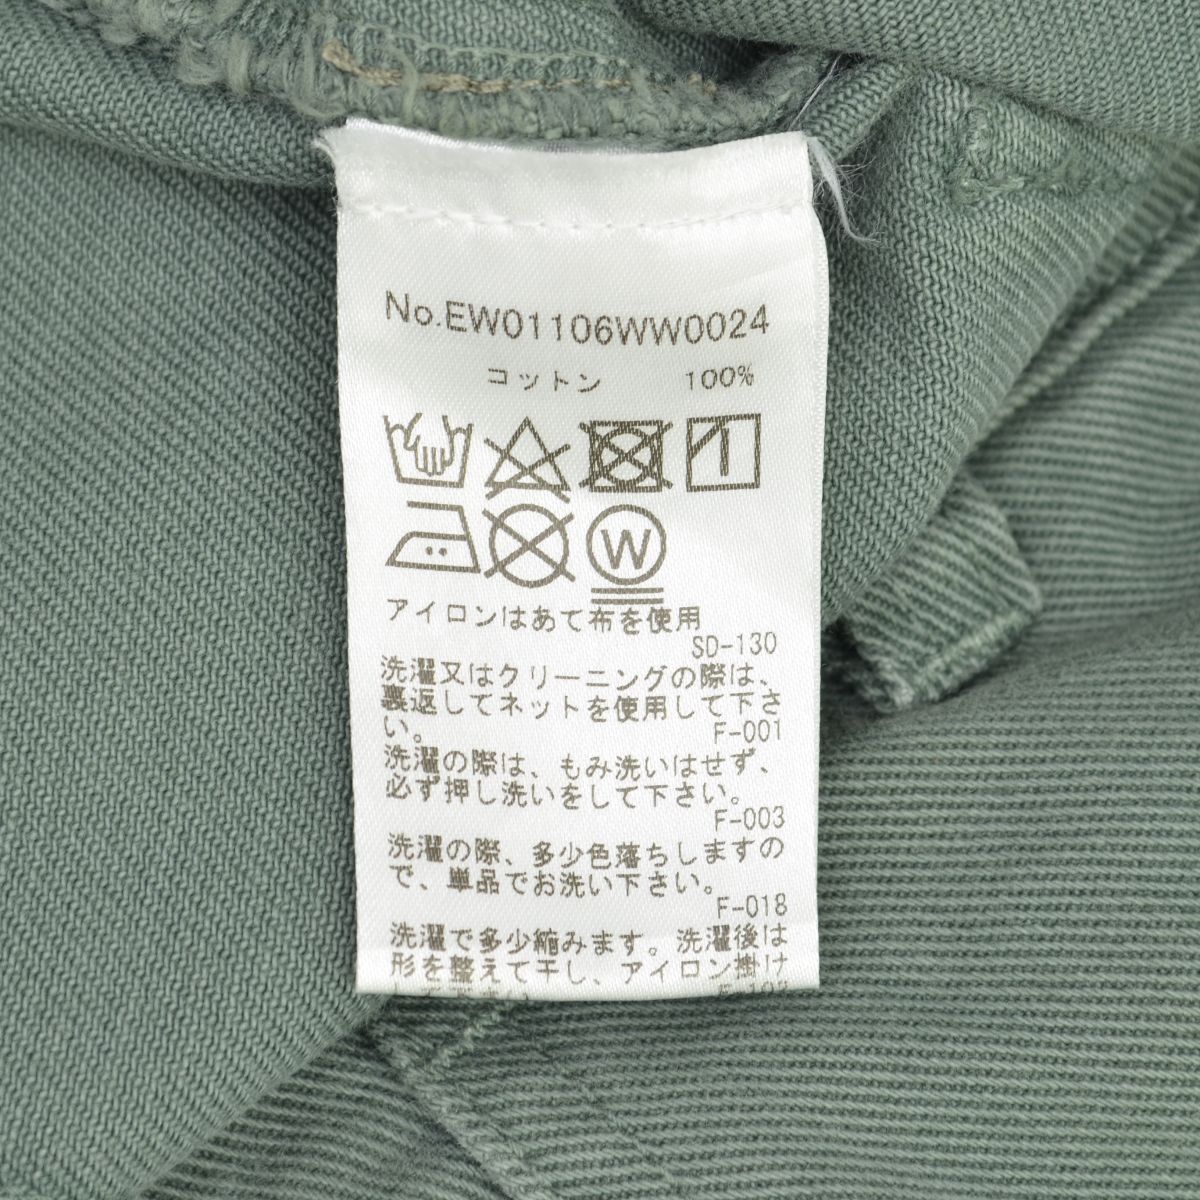 No.EW01106WW0024
コットン 100%
W
アイロンはあて布を使用
SD-130
洗濯又はクリーニングの際は、
裏返してネットを使用して下さ
い。
F-001
洗濯の際は、もみ洗いはせず、
必ず押し洗いをして下さい。
F-003
洗濯の際、多少色落ちしますの
で、単品でお洗い下さい。
F-018
洗濯で多少縮みます。洗濯後は
形を整えて干し、アイロン掛け